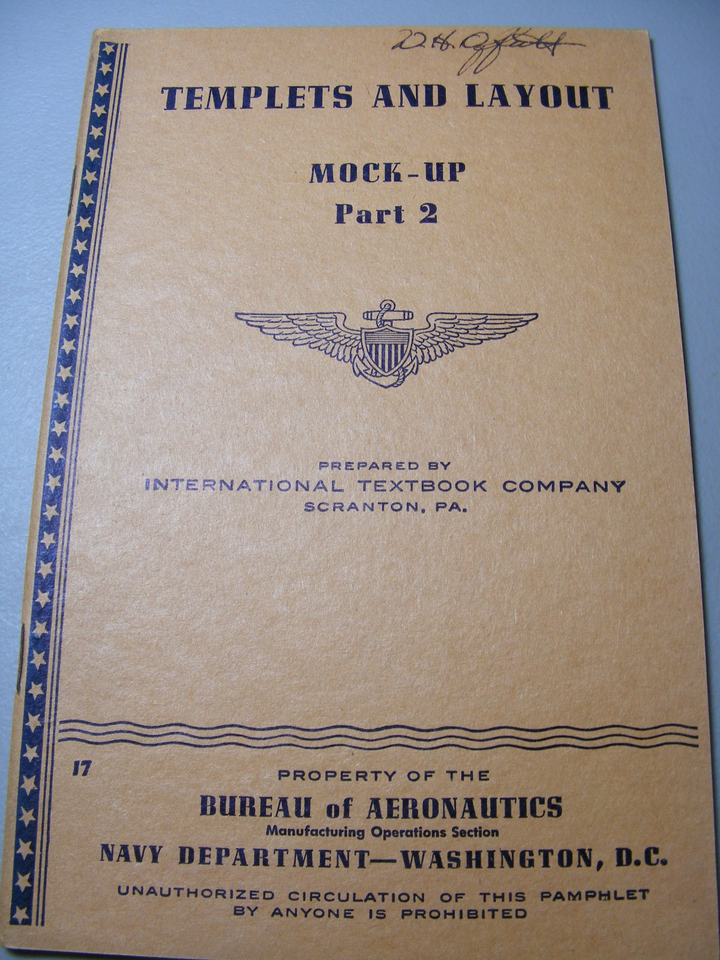 D. H.
TEMPLETS AND LAYOUT
MOCK-UP
Part 2
PREPARED BY
INTERNATIONAL TEXTBOOK COMPANY
SCRANTON, PA.
17
PROPERTY OF THE
BUREAU of AERONAUTICS
Manufacturing Operations Section
NAVY DEPARTMENT—WASHINGTON, D.C.
UNAUTHORIZED CIRCULATION OF THIS PAMPHLET
BY ANYONE IS PROHIBITED